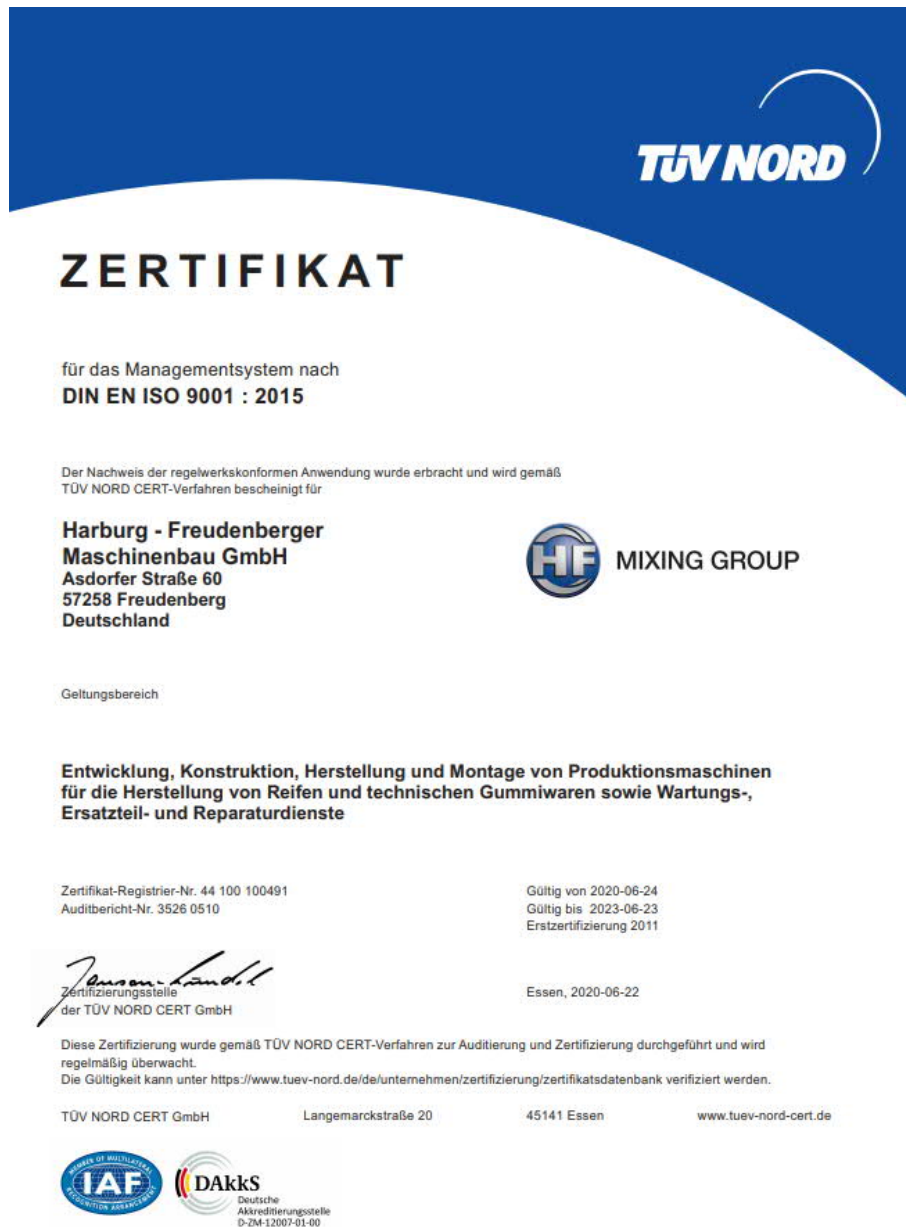 TÜV NORD
ZERTIFIKAT
für das Managementsystem nach
DIN EN ISO 9001 : 2015
Der Nachweis der regelwerkskonformen Anwendung wurde erbracht und wird gemäß
TÜV NORD CERT-Verfahren bescheinigt für
Harburg - Freudenberger
Maschinenbau GmbH
Asdorfer Straße 60
57258 Freudenberg
Deutschland
HF MIXING GROUP
Geltungsbereich
Entwicklung, Konstruktion, Herstellung und Montage von Produktionsmaschinen
für die Herstellung von Reifen und technischen Gummiwaren sowie Wartungs-,
Ersatzteil- und Reparaturdienste
Zertifikat-Registrier-Nr. 44 100 100491
Auditbericht-Nr. 3526 0510
Gültig von 2020-06-24
Gültig bis 2023-06-23
Erstzertifizierung 2011
Zertifizierungsstelle
der TÜV NORD CERT GmbH
Essen, 2020-06-22
Diese Zertifizierung wurde gemäß TÜV NORD CERT-Verfahren zur Auditierung und Zertifizierung durchgeführt und wird
regelmäßig überwacht.
Die Gültigkeit kann unter https://www.tuev-nord.de/de/unternehmen/zertifizierung/zertifikatsdatenbank verifiziert werden.
TÜV NORD CERT GmbH Langemarckstraße 20 45141 Essen www.tuev-nord-cert.de
MEMBER OF MULTILATERAL
IAF
RECOGNITION ARRANGEMENT
DAkkS
Deutsche
Akkreditierungsstelle
D-ZM-12007-01-00